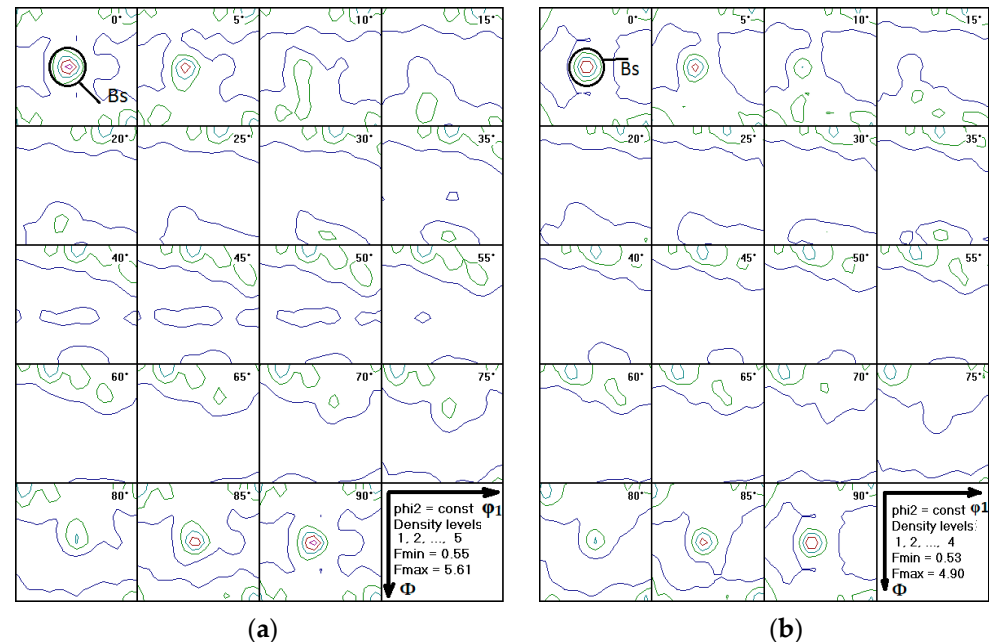 0° 5° 10° 15°
Bs
20° 25° 30° 35°
40° 45° 50° 55°
60° 65° 70° 75°
80° 85° 90°
phi2 = const φ1
Density levels
1, 2, ..., 5
Fmin = 0.55
Fmax = 5.61
Φ
(a)
0° 5° 10° 15°
Bs
20° 25° 30° 35°
40° 45° 50° 55°
60° 65° 70° 75°
80° 85° 90°
phi2 = const φ1
Density levels
1, 2, ..., 4
Fmin = 0.53
Fmax = 4.90
Φ
(b)